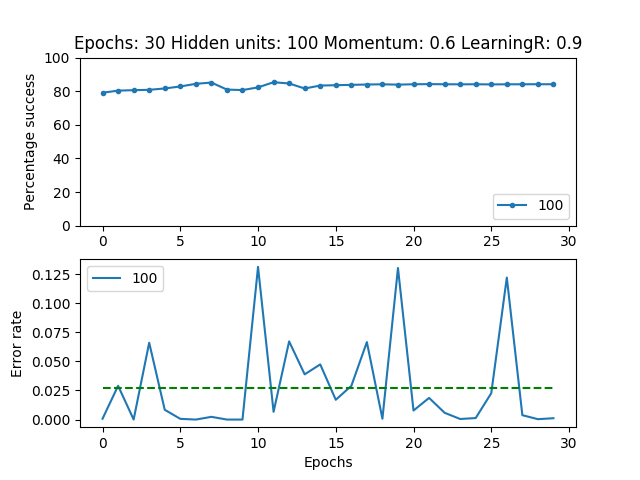 Epochs: 30 Hidden units: 100 Momentum: 0.6 LearningR: 0.9
Percentage success
100
80
60
40
20
0
100
0 5 10 15 20 25 30
Error rate
0.125
0.100
0.075
0.050
0.025
0.000
100
0 5 10 15 20 25 30
Epochs